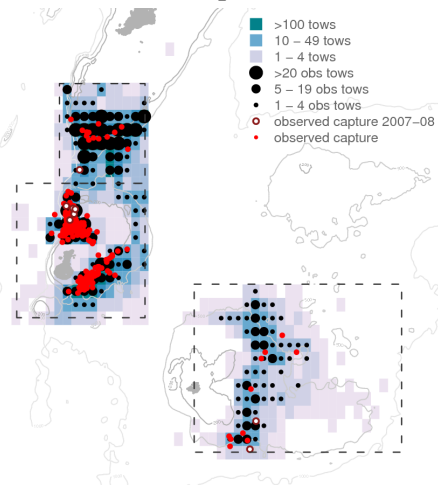 >100 tows
10 − 49 tows
1 − 4 tows
>20 obs tows
5 − 19 obs tows
1 − 4 obs tows
observed capture 2007−08
observed capture